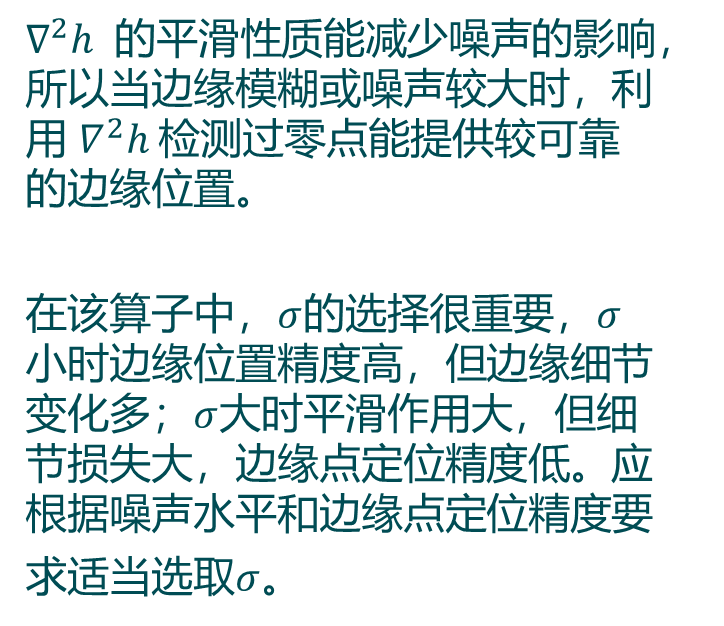 ∇²h 的平滑性质能减少噪声的影响，
所以当边缘模糊或噪声较大时，利
用 ∇²h 检测过零点能提供较可靠
的边缘位置。
在该算子中，σ的选择很重要，σ
小时边缘位置精度高，但边缘细节
变化多；σ大时平滑作用大，但细
节损失大，边缘点定位精度低。应
根据噪声水平和边缘点定位精度要
求适当选取σ。